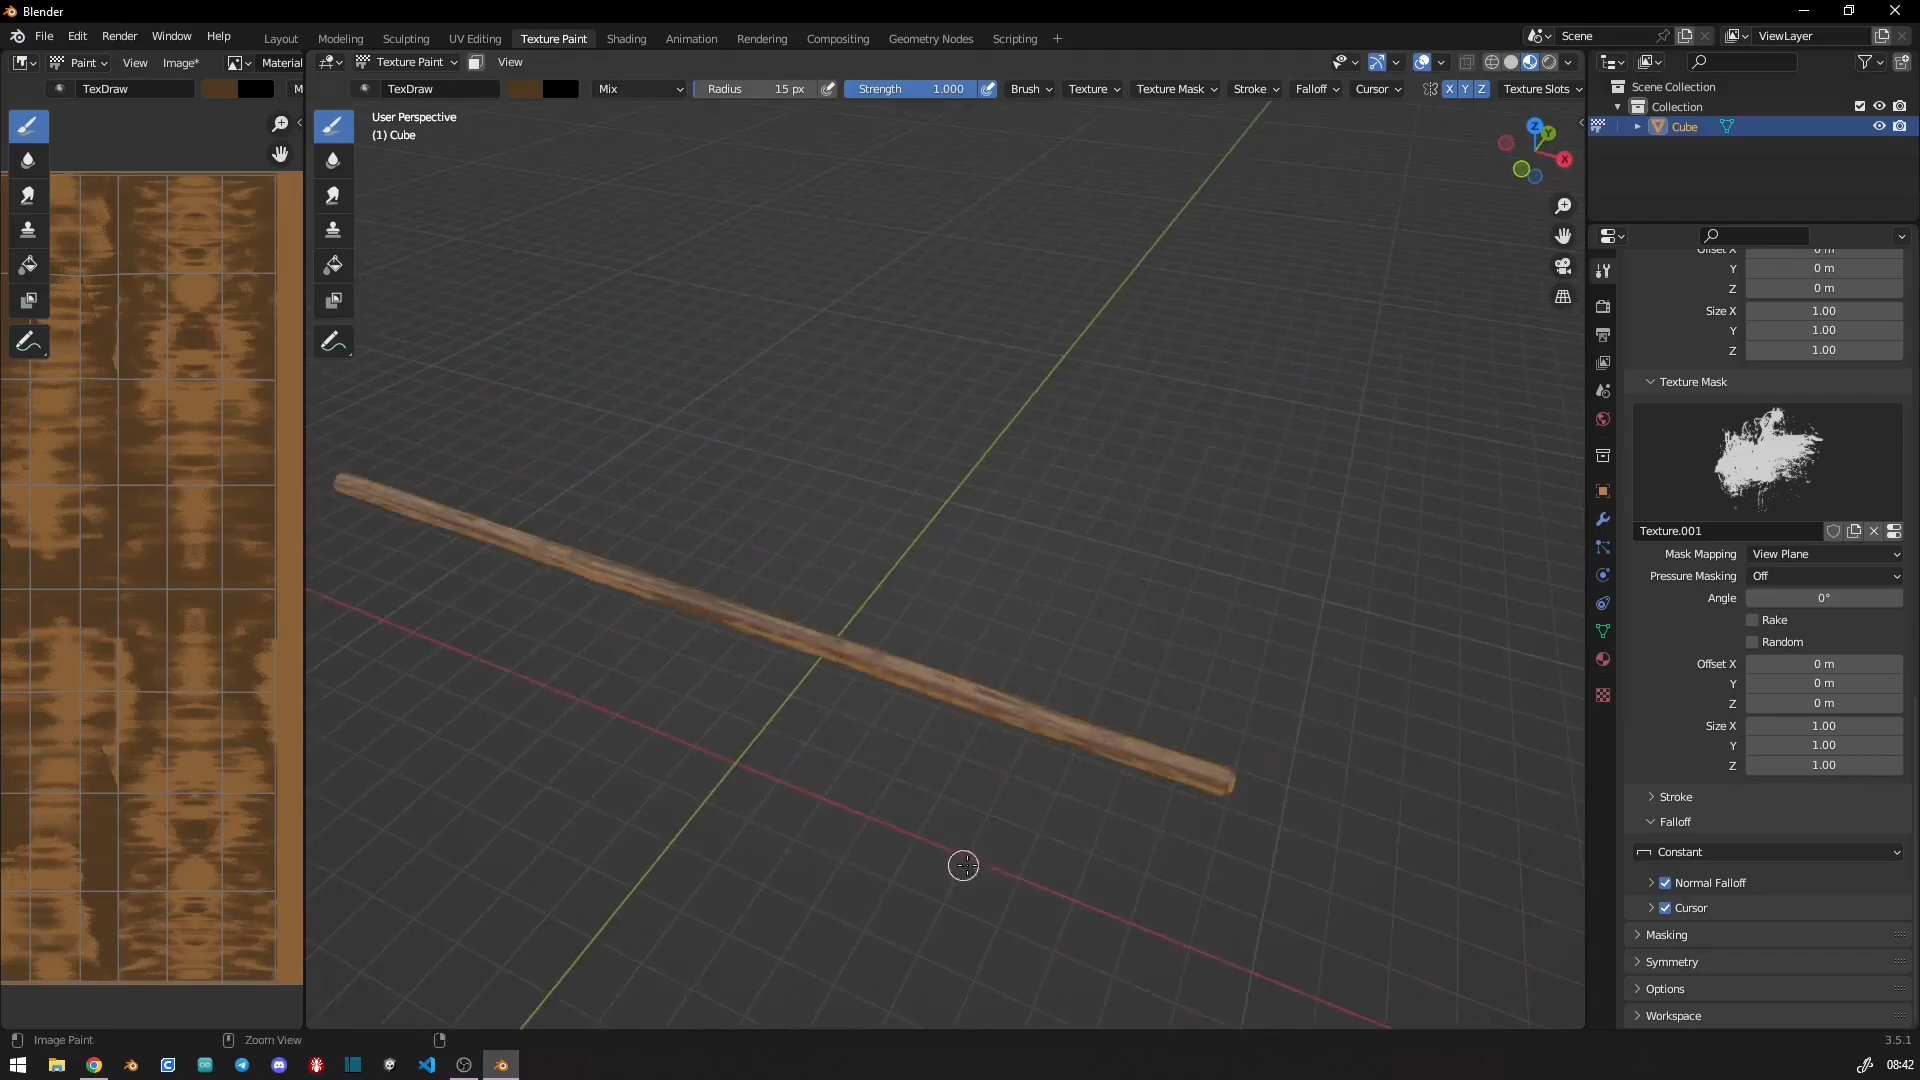 Blender
File Edit Render Window Help
Layout Modeling Sculpting UV Editing Texture Paint Shading Animation Rendering Compositing Geometry Nodes Scripting +
Scene
ViewLayer
Paint View Image* Material
Texture Paint View
TexDraw M
TexDraw Mix Radius 15 px Strength 1.000 Brush Texture Texture Mask Stroke Falloff Cursor X Y Z Texture Slots
User Perspective
(1) Cube
Z
Y
X
Scene Collection
Collection
Cube
Offset X 0 m
Y 0 m
Z 0 m
Size X 1.00
Y 1.00
Z 1.00
Texture Mask
Texture.001
Mask Mapping View Plane
Pressure Masking Off
Angle 0°
Rake
Random
Offset X 0 m
Y 0 m
Z 0 m
Size X 1.00
Y 1.00
Z 1.00
Stroke
Falloff
Constant
Normal Falloff
Cursor
Masking
Symmetry
Options
Workspace
Image Paint Zoom View
3.5.1
08:42